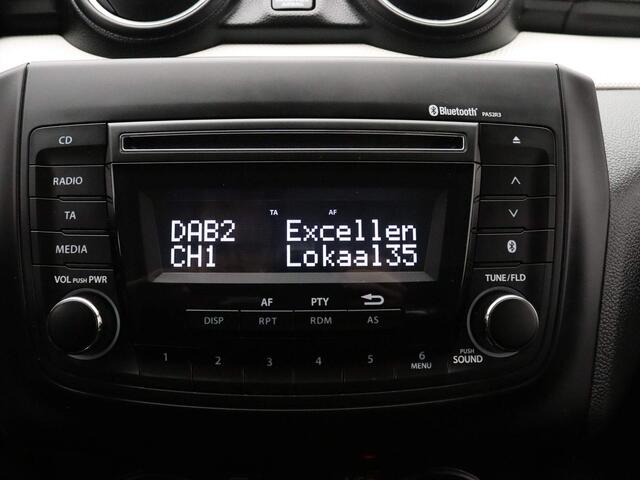 Bluetooth® PA52R3
CD
RADIO
TA
MEDIA
VOL PUSH PWR
TA AF
DAB2 Excellen
CH1 Lokaal35
AF PTY
DISP RPT RDM AS
TUNE/FLD
PUSH
SOUND
1 2 3 4 5 6
MENU